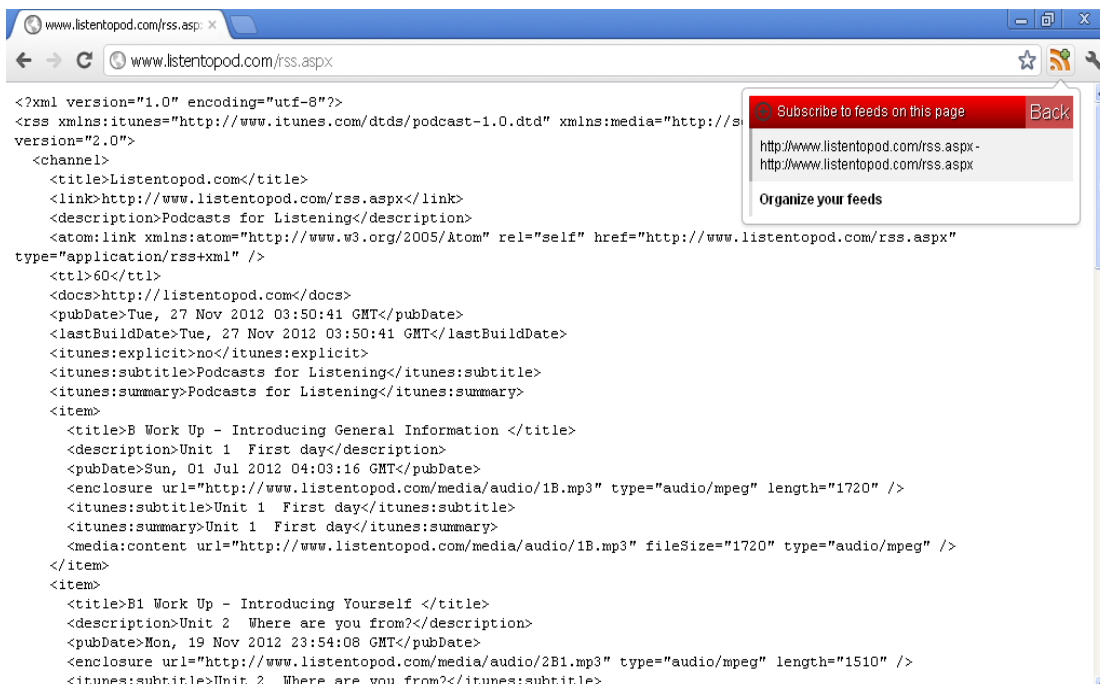 www.listentopod.com/rss.asp
www.listentopod.com/rss.aspx
<?xml version="1.0" encoding="utf-8"?>
<rss xmlns:itunes="http://www.itunes.com/dtds/podcast-1.0.dtd" xmlns:media="http://s
version="2.0">
<channel>
<title>Listentopod.com</title>
<link>http://www.listentopod.com/rss.aspx</link>
<description>Podcasts for Listening</description>
<atom:link xmlns:atom="http://www.w3.org/2005/Atom" rel="self" href="http://www.listentopod.com/rss.aspx"
type="application/rss+xml" />
<ttl>60</ttl>
<docs>http://listentopod.com</docs>
<pubDate>Tue, 27 Nov 2012 03:50:41 GMT</pubDate>
<lastBuildDate>Tue, 27 Nov 2012 03:50:41 GMT</lastBuildDate>
<itunes:explicit>no</itunes:explicit>
<itunes:subtitle>Podcasts for Listening</itunes:subtitle>
<itunes:summary>Podcasts for Listening</itunes:summary>
<item>
<title>B Work Up - Introducing General Information </title>
<description>Unit 1  First day</description>
<pubDate>Sun, 01 Jul 2012 04:03:16 GMT</pubDate>
<enclosure url="http://www.listentopod.com/media/audio/1B.mp3" type="audio/mpeg" length="1720" />
<itunes:subtitle>Unit 1  First day</itunes:subtitle>
<itunes:summary>Unit 1  First day</itunes:summary>
<media:content url="http://www.listentopod.com/media/audio/1B.mp3" fileSize="1720" type="audio/mpeg" />
</item>
<item>
<title>B1 Work Up - Introducing Yourself </title>
<description>Unit 2  Where are you from?</description>
<pubDate>Mon, 19 Nov 2012 23:54:08 GMT</pubDate>
<enclosure url="http://www.listentopod.com/media/audio/2B1.mp3" type="audio/mpeg" length="1510" />
<itunes:subtitle>Unit 2  Where are you from?</itunes:subtitle>
Subscribe to feeds on this page
Back
http://www.listentopod.com/rss.aspx -
http://www.listentopod.com/rss.aspx
Organize your feeds